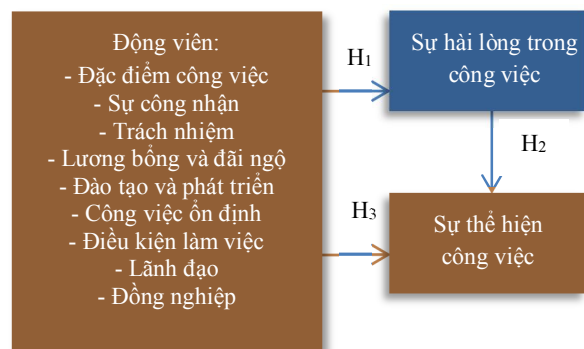 Động viên:
- Đặc điểm công việc
- Sự công nhận
- Trách nhiệm
- Lương bổng và đãi ngộ
- Đào tạo và phát triển
- Công việc ổn định
- Điều kiện làm việc
- Lãnh đạo
- Đồng nghiệp
H1
Sự hài lòng trong
công việc
H2
H3
Sự thể hiện
công việc